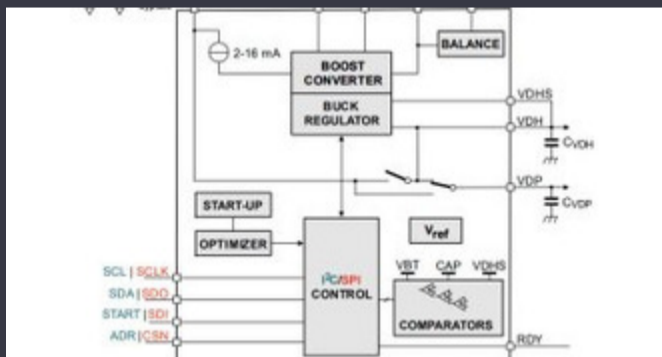 2-16 mA
BOOST
CONVERTER
BALANCE
BUCK
REGULATOR
VDHS
VDH
CVDH
VDP
CVDP
START-UP
OPTIMIZER
Vref
SCL | SCLK
SDA | SDO
START | SDI
ADR | CSN
I²C/SPI
CONTROL
VBT CAP VDHS
COMPARATORS
RDY